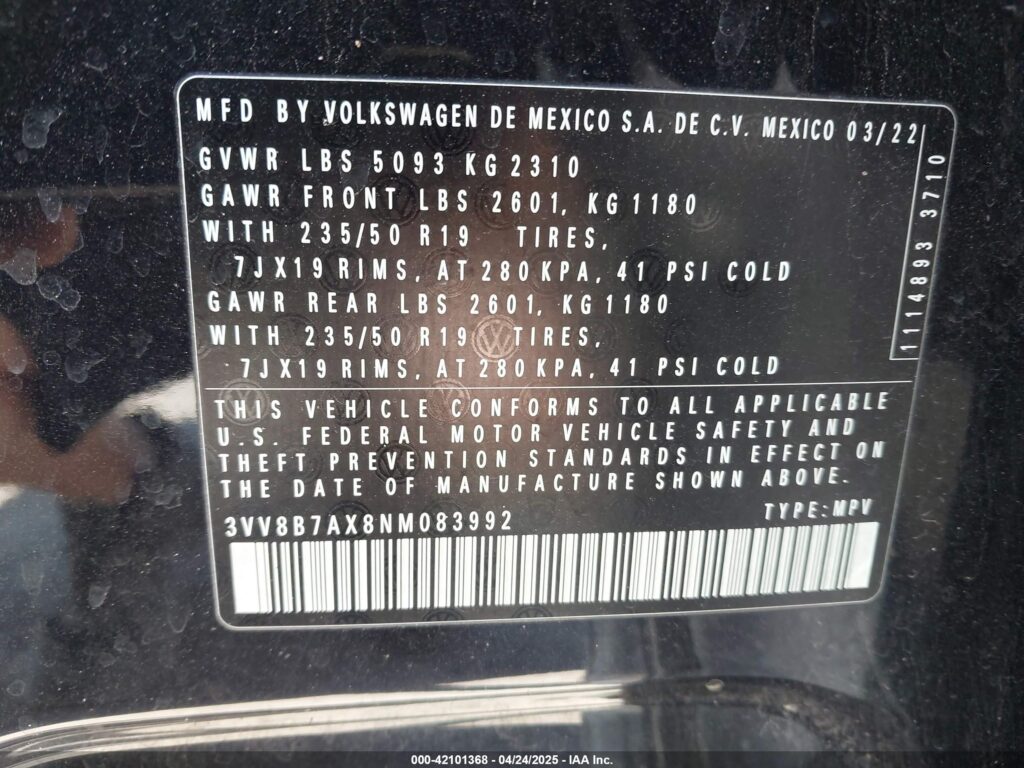 MFD BY VOLKSWAGEN DE MEXICO S.A. DE C.V. MEXICO 03/22
GVWR LBS 5093 KG 2310
GAWR FRONT LBS 2601, KG 1180
WITH 235/50 R19 TIRES,
7JX19 RIMS, AT 280 KPA, 41 PSI COLD
GAWR REAR LBS 2601, KG 1180
WITH 235/50 R19 TIRES,
7JX19 RIMS, AT 280 KPA, 41 PSI COLD
1114893 3710
THIS VEHICLE CONFORMS TO ALL APPLICABLE
U.S. FEDERAL MOTOR VEHICLE SAFETY AND
THEFT PREVENTION STANDARDS IN EFFECT ON
THE DATE OF MANUFACTURE SHOWN ABOVE.
3VV8B7AX8NM083992
TYPE: MPV
000-42101368 - 04/24/2025 - IAA Inc.